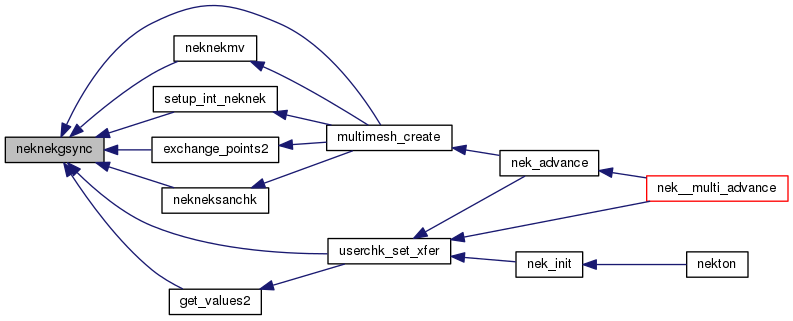 neknekgsync
neknekmv
setup_int_neknek
exchange_points2
nekneksanchk
get_values2
multimesh_create
userchk_set_xfer
nek_advance
nek_init
nek__multi_advance
nekton